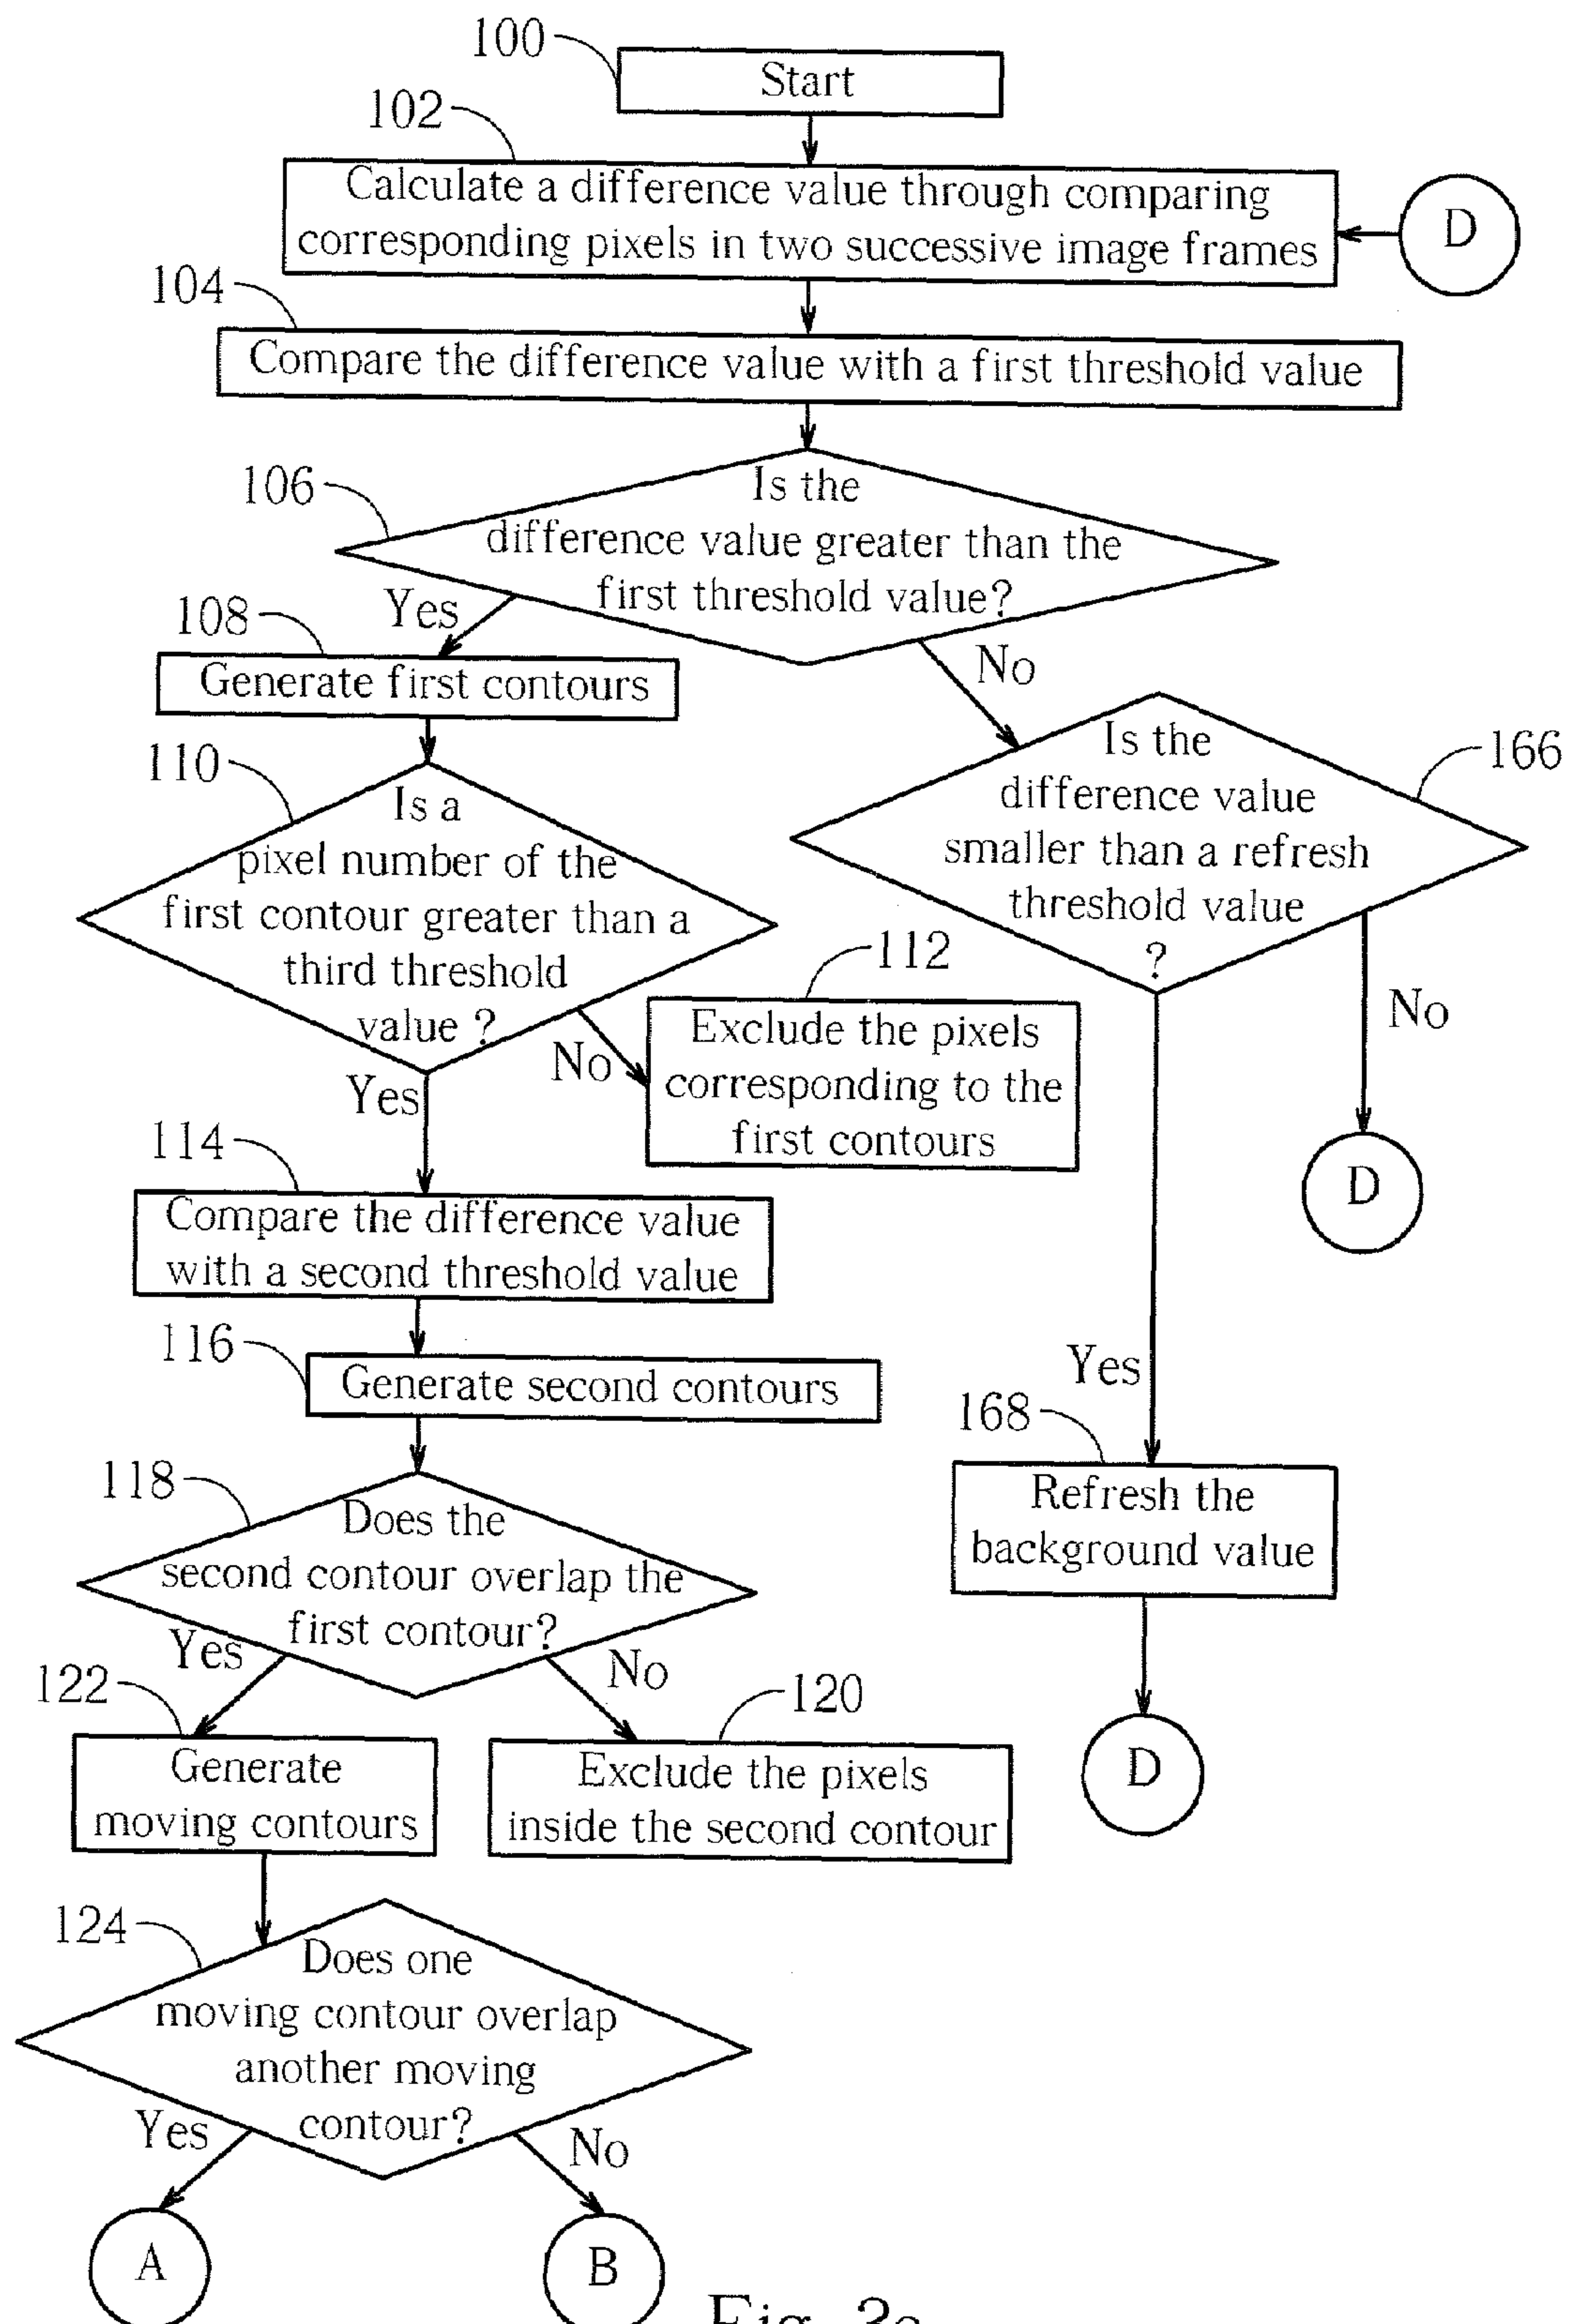 100
Start
102
Calculate a difference value through comparing
corresponding pixels in two successive image frames
D
104
Compare the difference value with a first threshold value
106
Is the
difference value greater than the
first threshold value?
Yes
No
108
Generate first contours
110
Is a
pixel number of the
first contour greater than a
third threshold
value ?
166
Is the
difference value
smaller than a refresh
threshold value
?
No
Yes
112
Exclude the pixels
corresponding to the
first contours
No
D
114
Compare the difference value
with a second threshold value
116
Generate second contours
Yes
168
Refresh the
background value
118
Does the
second contour overlap the
first contour?
Yes
No
122
Generate
moving contours
120
Exclude the pixels
inside the second contour
D
124
Does one
moving contour overlap
another moving
contour?
Yes
No
A
B